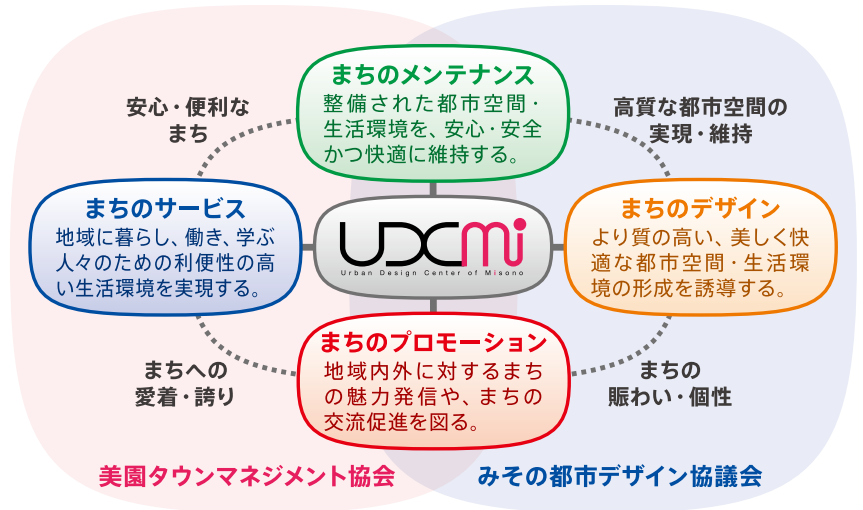 まちのメンテナンス
整備された都市空間・
生活環境を、安心・安全
かつ快適に維持する。
安心・便利な
まち
高質な都市空間の
実現・維持
まちのサービス
地域に暮らし、働き、学ぶ
人々のための利便性の高
い生活環境を実現する。
UDCMi
Urban Design Center of Misono
まちのデザイン
より質の高い、美しく快
適な都市空間・生活環
境の形成を誘導する。
まちのプロモーション
地域内外に対するまち
の魅力発信や、まちの
交流促進を図る。
まちへの
愛着・誇り
まちの
賑わい・個性
美園タウンマネジメント協会
みその都市デザイン協議会